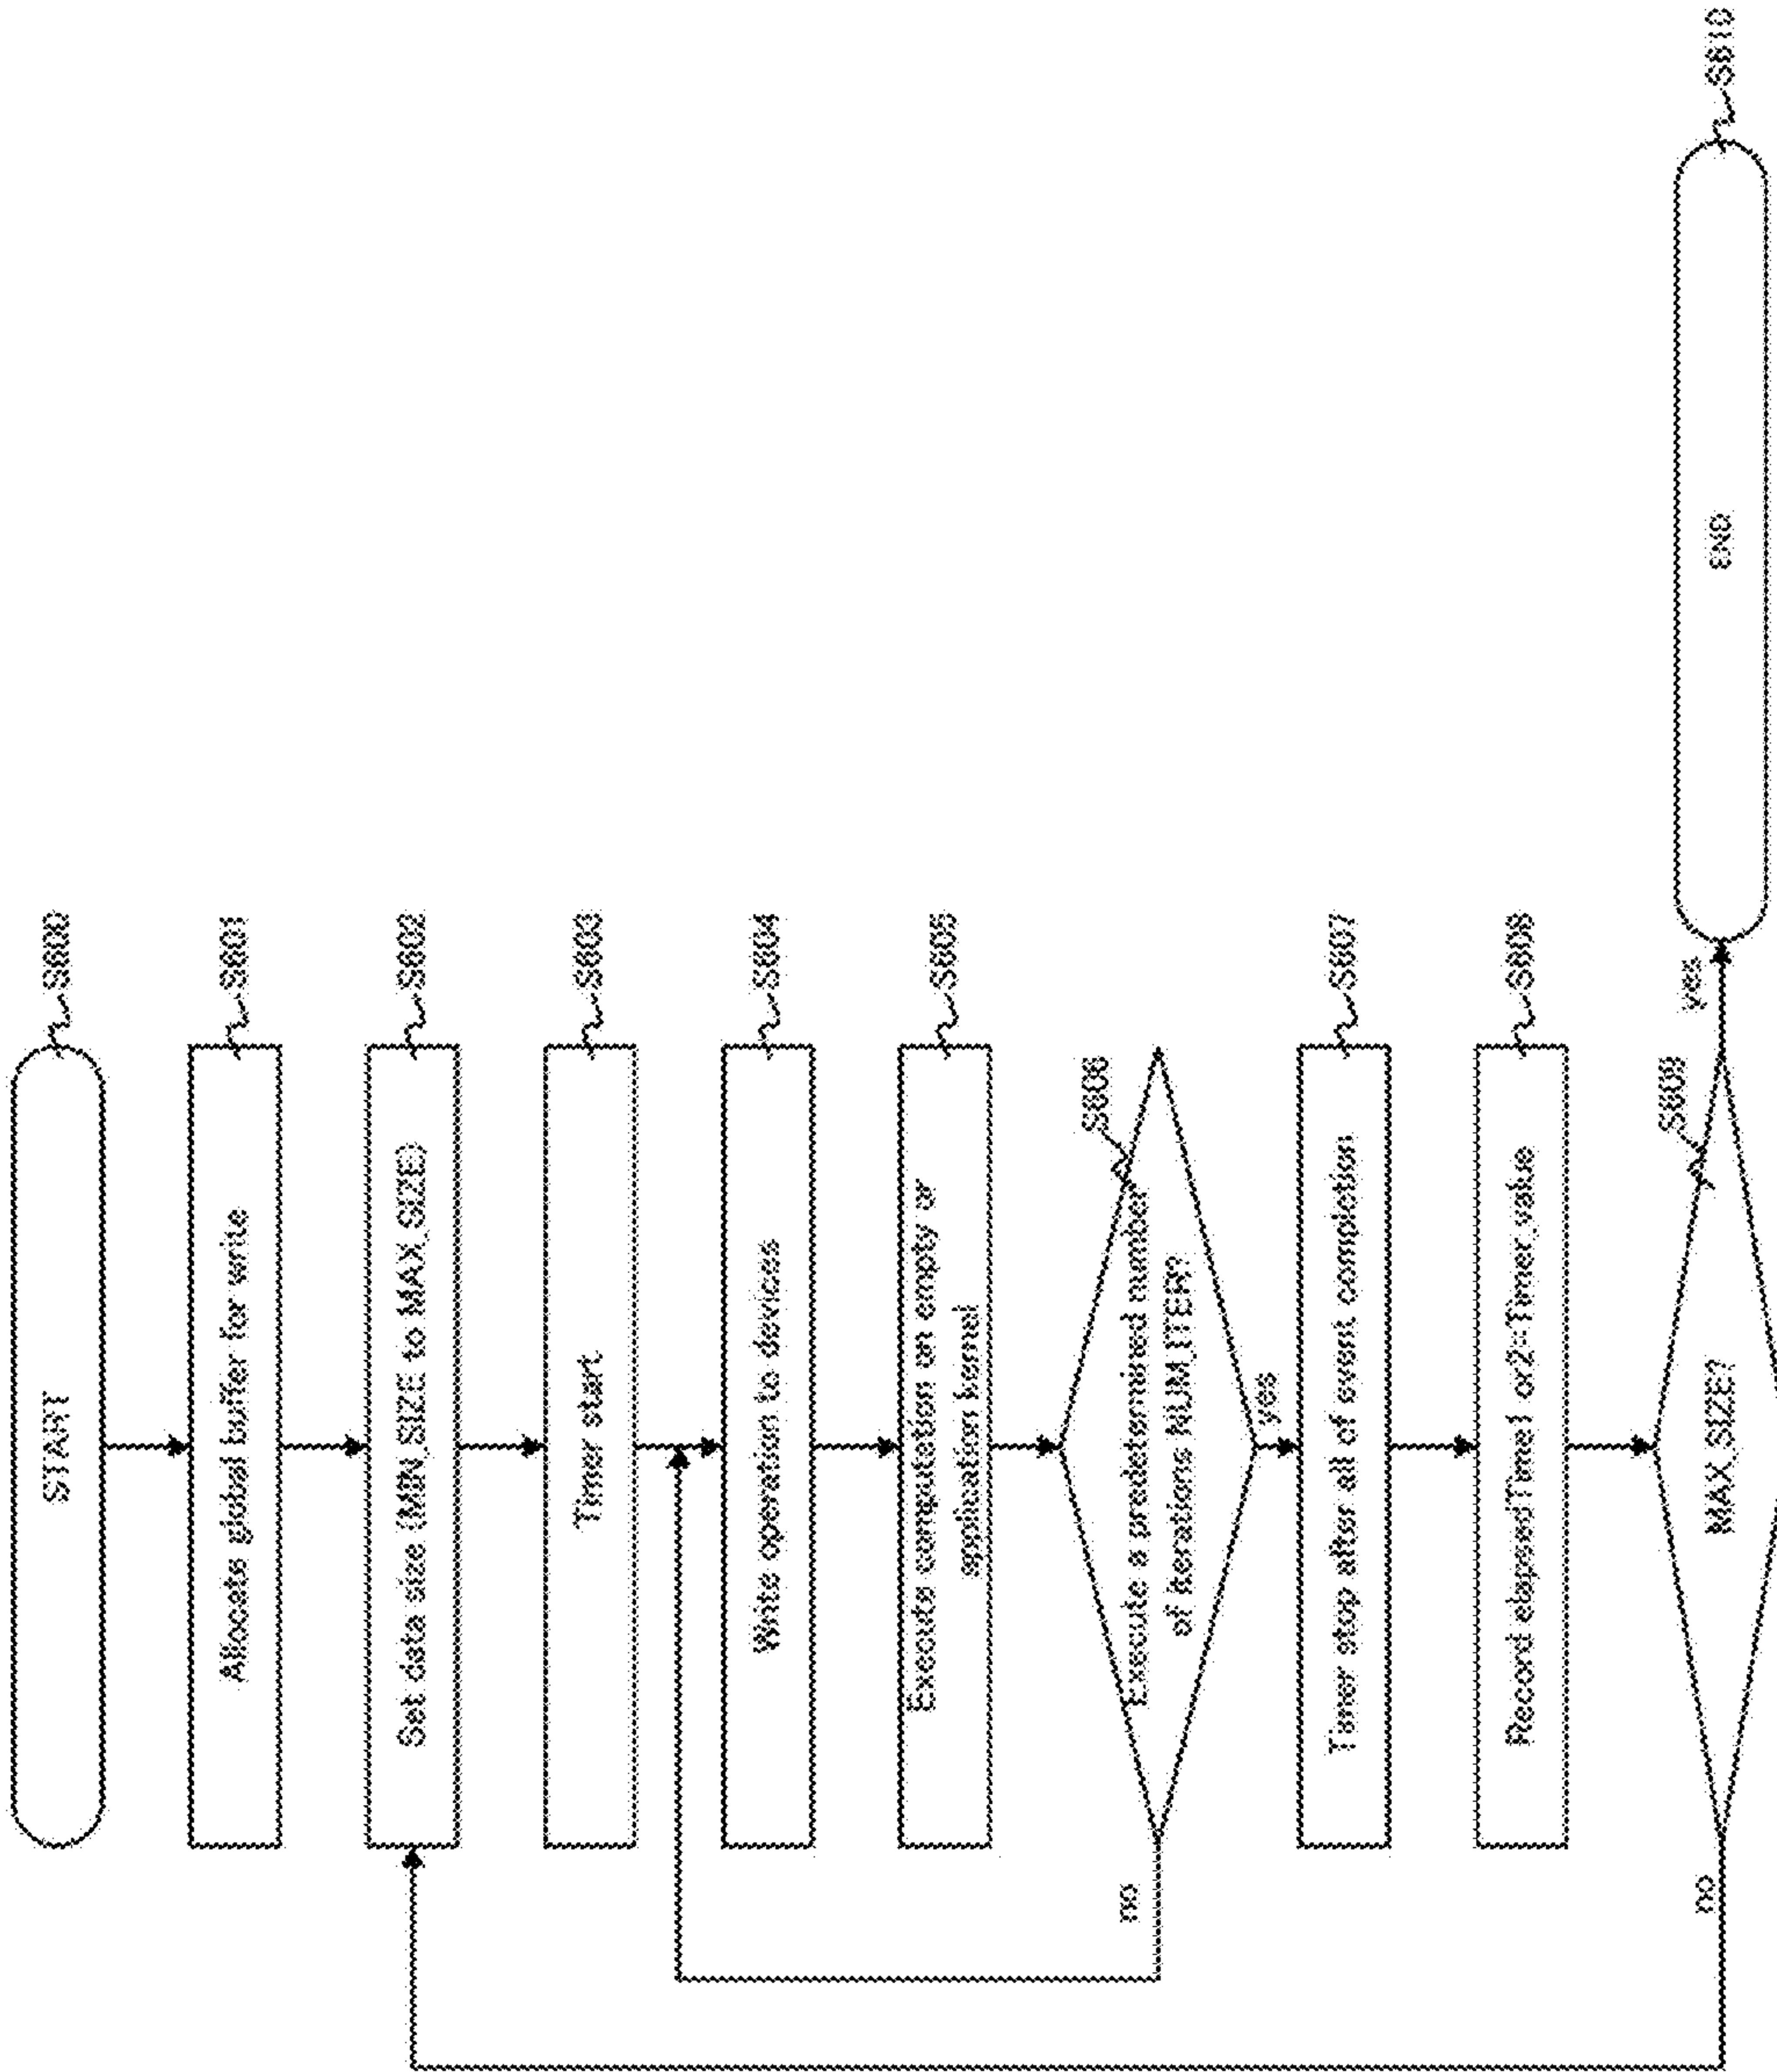 START
S600
Allocate global buffer for write
S601
Set data size (MIN_SIZE to MAX_SIZE)
S602
Timer start
S603
Write operation to devices
S604
Execute computation on empty or
application kernel
S605
Execute a predetermined number
of iterations NUM_ITER?
S606
no
yes
Timer stop after all of event completion
S607
Record elapsedTime1 or2=Timer_value
S608
MAX_SIZE?
S609
no
yes
END
S610